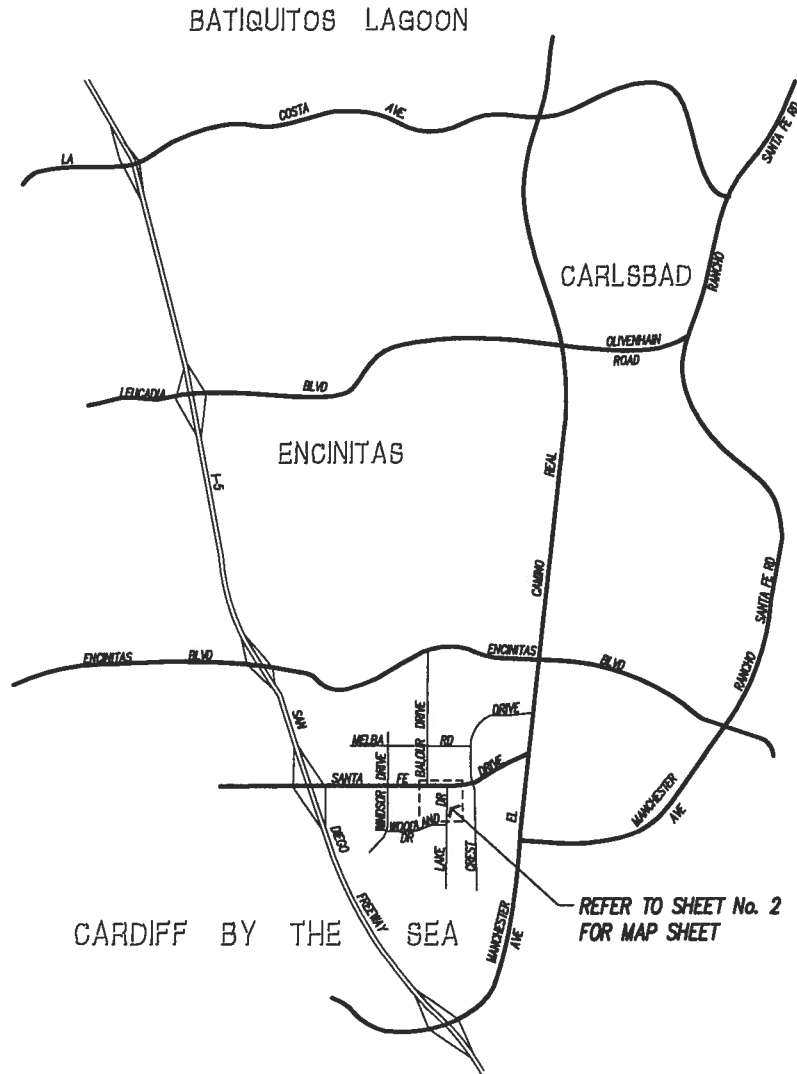 BATIQUITOS LAGOON
LA
COSTA
AVE
SANTA FE RD
CARLSBAD
RANCHO
OLIVENHAIN
ROAD
LEUCADIA
BLVD
ENCINITAS
I-5
REAL
CAMINO
SANTA FE RD
RANCHO
ENCINITAS
BLVD
ENCINITAS
BLVD
SAN
DRIVE
MELBA
RD
BALOUR DRIVE
DRIVE
SANTA
FE
DRIVE
WINDSOR DRIVE
WOODLAND
DR
DR
LAKE
CREST
EL
MANCHESTER
AVE
DIEGO
FREEWAY
MANCHESTER
AVE
REFER TO SHEET No. 2
FOR MAP SHEET
CARDIFF BY THE SEA